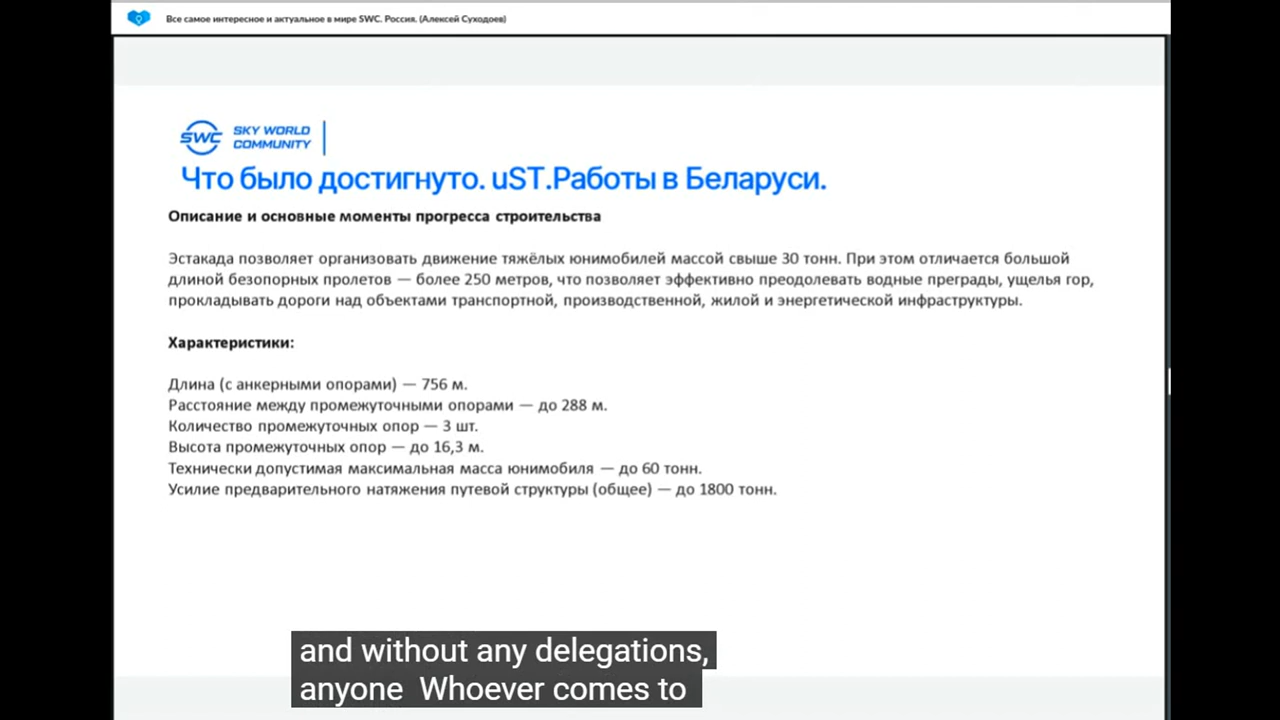 Все самое интересное и актуальное в мире SWC. Россия. (Алексей Суходоев)
SWC SKY WORLD
COMMUNITY
Что было достигнуто. uST.Работы в Беларуси.
Описание и основные моменты прогресса строительства
Эстакада позволяет организовать движение тяжёлых юнимобилей массой свыше 30 тонн. При этом отличается большой
длиной безопорных пролетов — более 250 метров, что позволяет эффективно преодолевать водные преграды, ущелья гор,
прокладывать дороги над объектами транспортной, производственной, жилой и энергетической инфраструктуры.
Характеристики:
Длина (с анкерными опорами) — 756 м.
Расстояние между промежуточными опорами — до 288 м.
Количество промежуточных опор — 3 шт.
Высота промежуточных опор — до 16,3 м.
Технически допустимая максимальная масса юнимобиля — до 60 тонн.
Усилие предварительного натяжения путевой структуры (общее) — до 1800 тонн.
and without any delegations,
anyone Whoever comes to